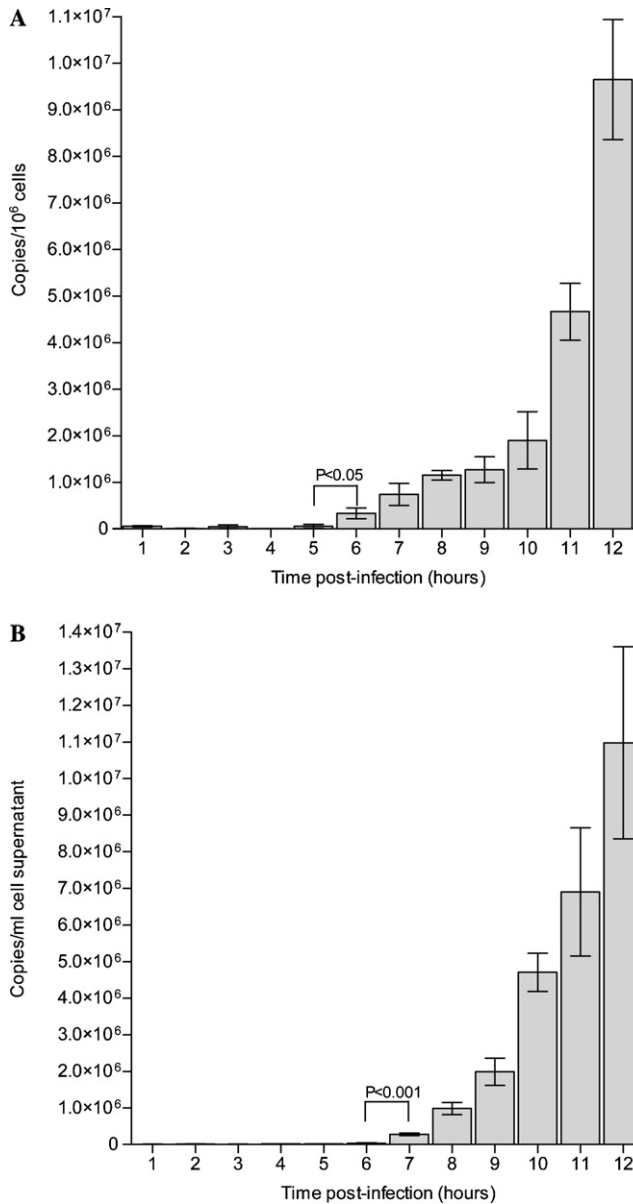 A
1.1×10⁷
9.0×10⁶
8.0×10⁶
7.0×10⁶
6.0×10⁶
5.0×10⁶
4.0×10⁶
3.0×10⁶
2.0×10⁶
1.0×10⁶
0
Copies/10⁶ cells
P<0.05
1 2 3 4 5 6 7 8 9 10 11 12
Time post-infection (hours)
B
1.4×10⁷
1.3×10⁷
1.2×10⁷
1.1×10⁷
1.0×10⁷
9.0×10⁶
8.0×10⁶
7.0×10⁶
6.0×10⁶
5.0×10⁶
4.0×10⁶
3.0×10⁶
2.0×10⁶
1.0×10⁶
0
Copies/ml cell supernatant
P<0.001
1 2 3 4 5 6 7 8 9 10 11 12
Time post-infection (hours)